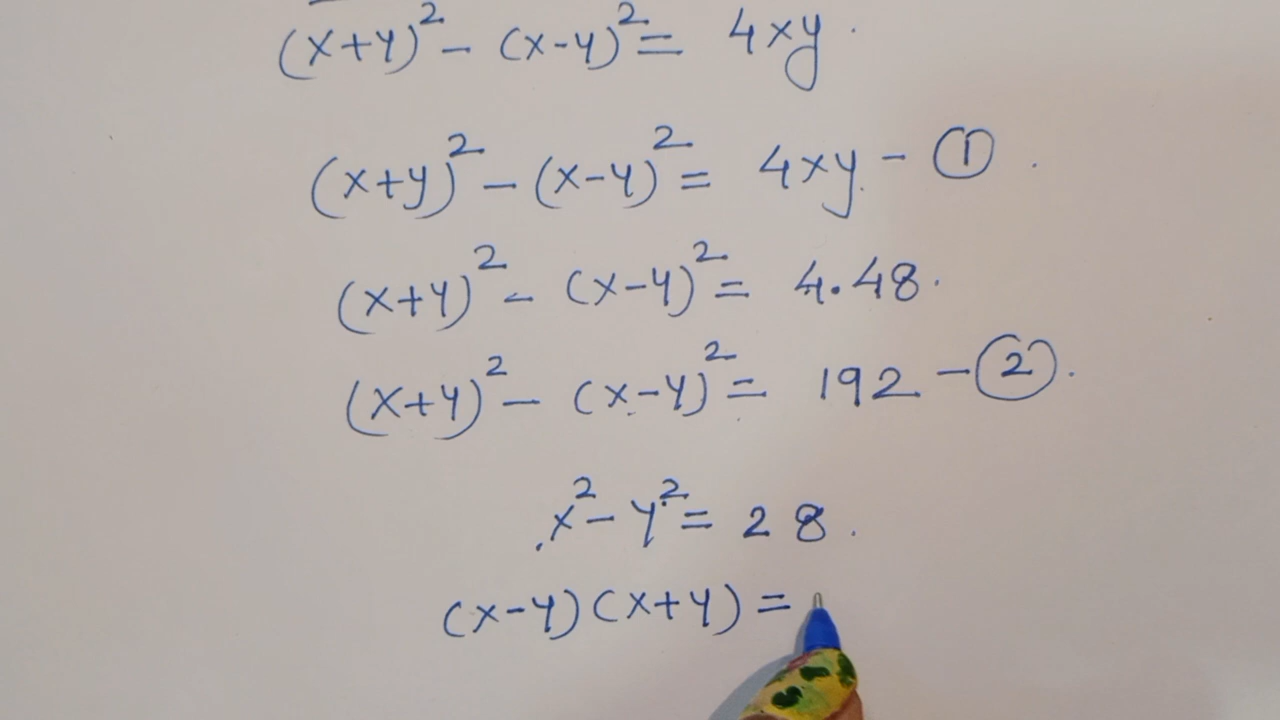 (x+y)² - (x-y)² = 4xy.
(x+y)² - (x-y)² = 4xy - ①.
(x+y)² - (x-y)² = 4.48.
(x+y)² - (x-y)² = 192 - ②.
x² - y² = 28.
(x-y)(x+y) =